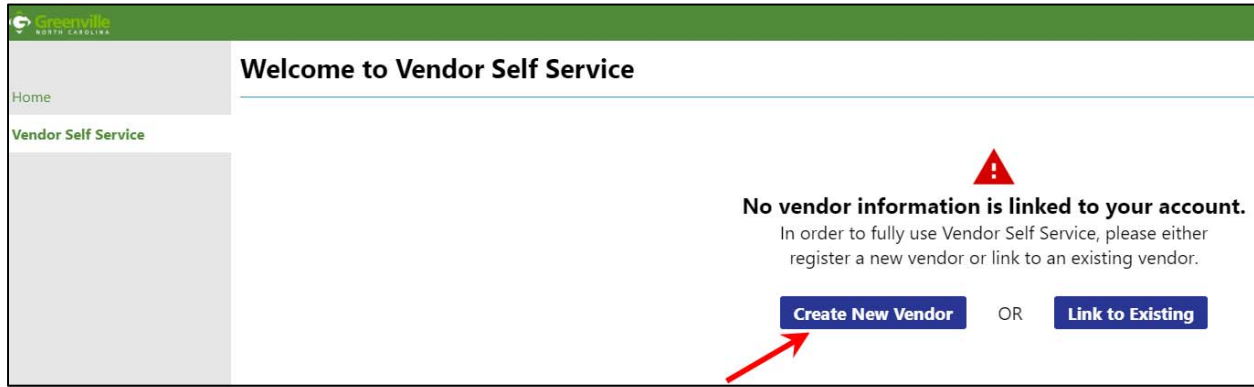 Greenville
NORTH CAROLINA
Welcome to Vendor Self Service
Home
Vendor Self Service
No vendor information is linked to your account.
In order to fully use Vendor Self Service, please either
register a new vendor or link to an existing vendor.
Create New Vendor OR Link to Existing